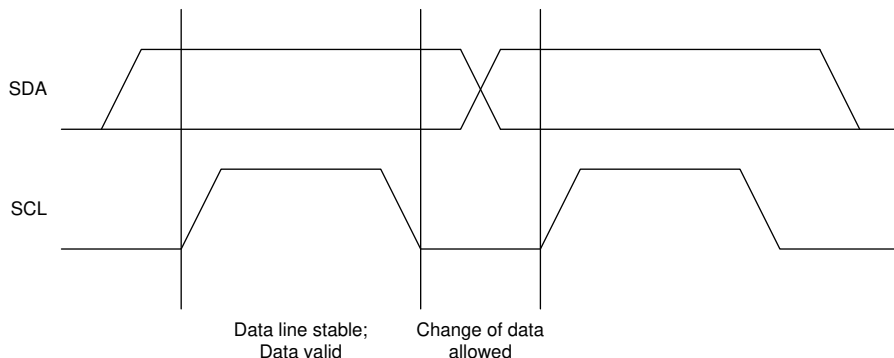 SDA
SCL
Data line stable;
Data valid
Change of data
allowed